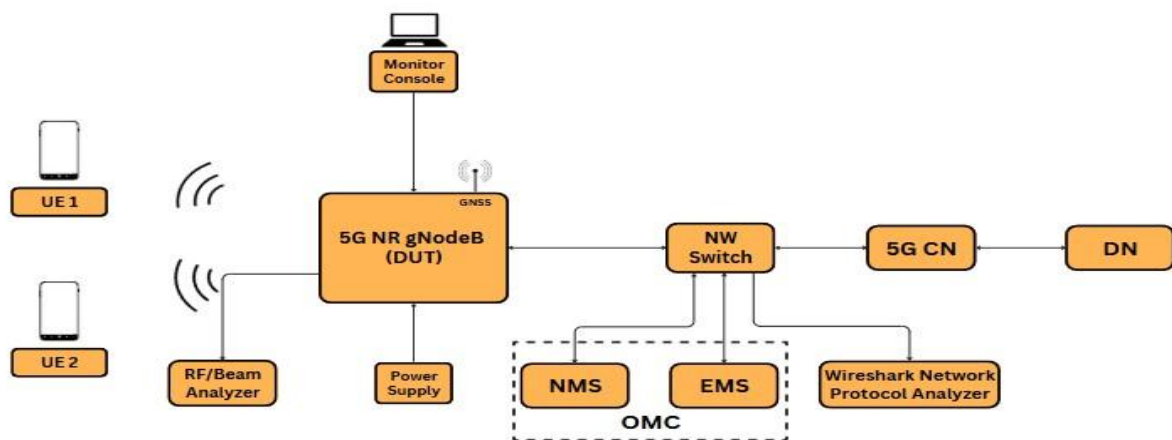 Monitor
Console
UE 1
GNSS
5G NR gNodeB
(DUT)
NW
Switch
5G CN
DN
UE 2
RF/Beam
Analyzer
Power
Supply
NMS
EMS
Wireshark Network
Protocol Analyzer
OMC